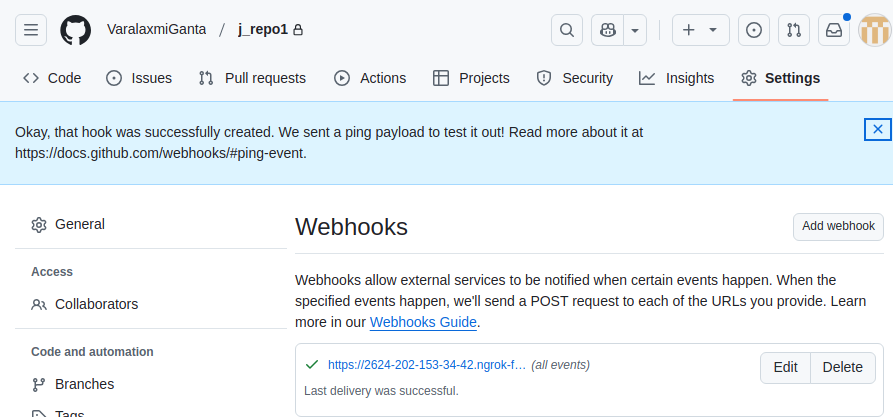 VaralaxmiGanta / j_repo1
Code Issues Pull requests Actions Projects Security Insights Settings
Okay, that hook was successfully created. We sent a ping payload to test it out! Read more about it at
https://docs.github.com/webhooks/#ping-event.
General
Access
Collaborators
Code and automation
Branches
Tags
Webhooks
Add webhook
Webhooks allow external services to be notified when certain events happen. When the
specified events happen, we'll send a POST request to each of the URLs you provide. Learn
more in our Webhooks Guide.
https://2624-202-153-34-42.ngrok-f… (all events)
Edit Delete
Last delivery was successful.